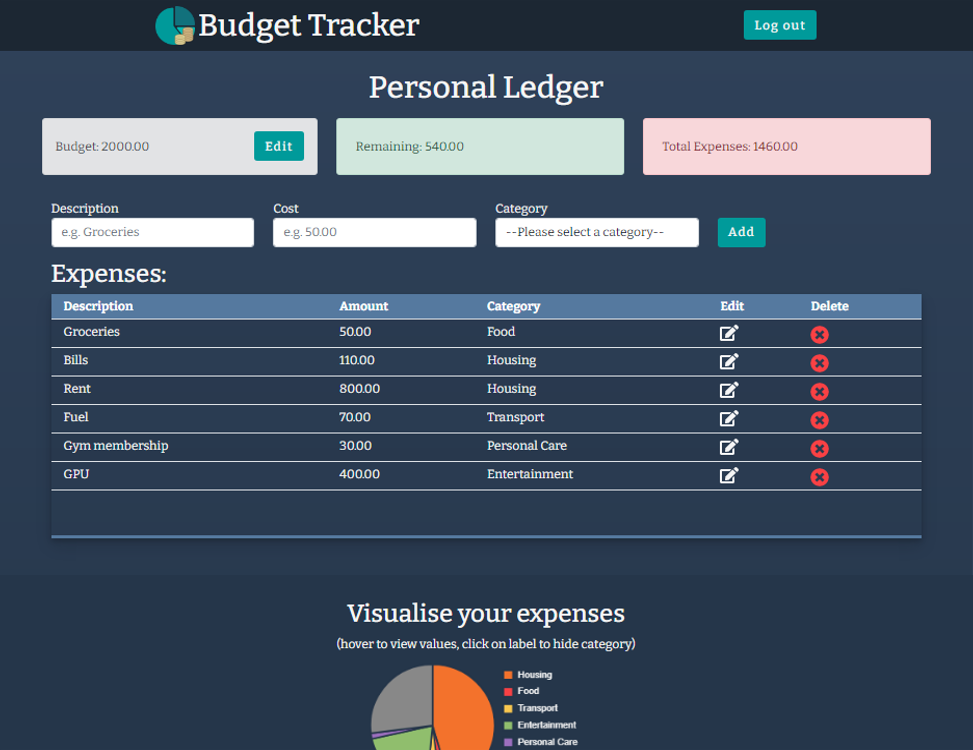 Budget Tracker
Log out
Personal Ledger
Budget: 2000.00
Edit
Remaining: 540.00
Total Expenses: 1460.00
Description Cost Category
e.g. Groceries e.g. 50.00 --Please select a category-- Add
Expenses:
Description Amount Category Edit Delete
Groceries 50.00 Food
Bills 110.00 Housing
Rent 800.00 Housing
Fuel 70.00 Transport
Gym membership 30.00 Personal Care
GPU 400.00 Entertainment
Visualise your expenses
(hover to view values, click on label to hide category)
Housing
Food
Transport
Entertainment
Personal Care